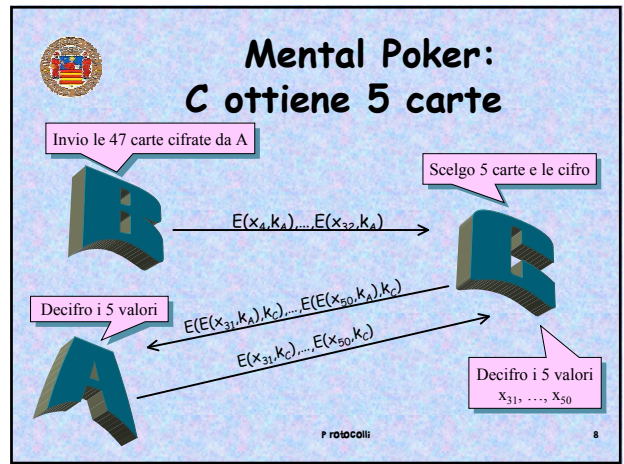 Mental Poker:
C ottiene 5 carte
Invio le 47 carte cifrate da A
Scelgo 5 carte e le cifro
B
E(x4,kA),...,E(x32,kA)
C
Decifro i 5 valori
E(E(x31,kA),kC),...,E(E(x50,kA),kC)
E(x31,kC),...,E(x50,kC)
A
Decifro i 5 valori
x31, …, x50
Protocolli
8